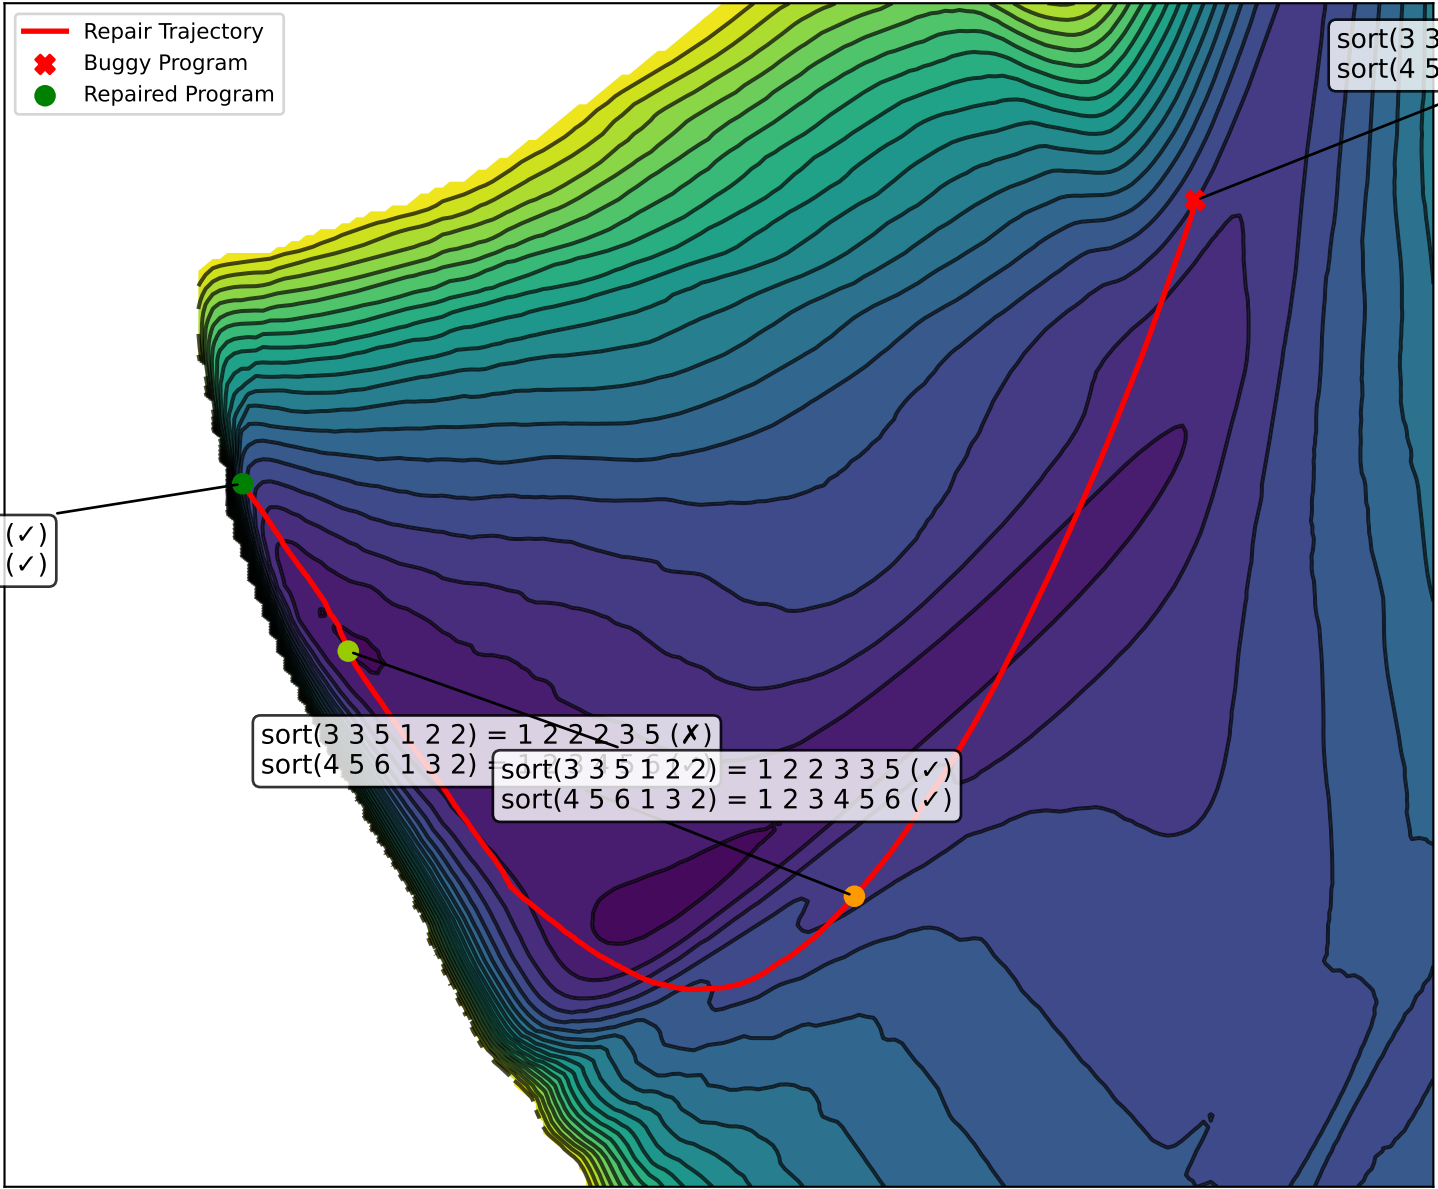 Repair Trajectory
Buggy Program
Repaired Program
sort(3 3
sort(4 5
(✓)
(✓)
sort(3 3 5 1 2 2) = 1 2 2 2 3 5 (✗)
sort(4 5 6 1 3 2) =
sort(3 3 5 1 2 2) = 1 2 2 3 3 5 (✓)
sort(4 5 6 1 3 2) = 1 2 3 4 5 6 (✓)